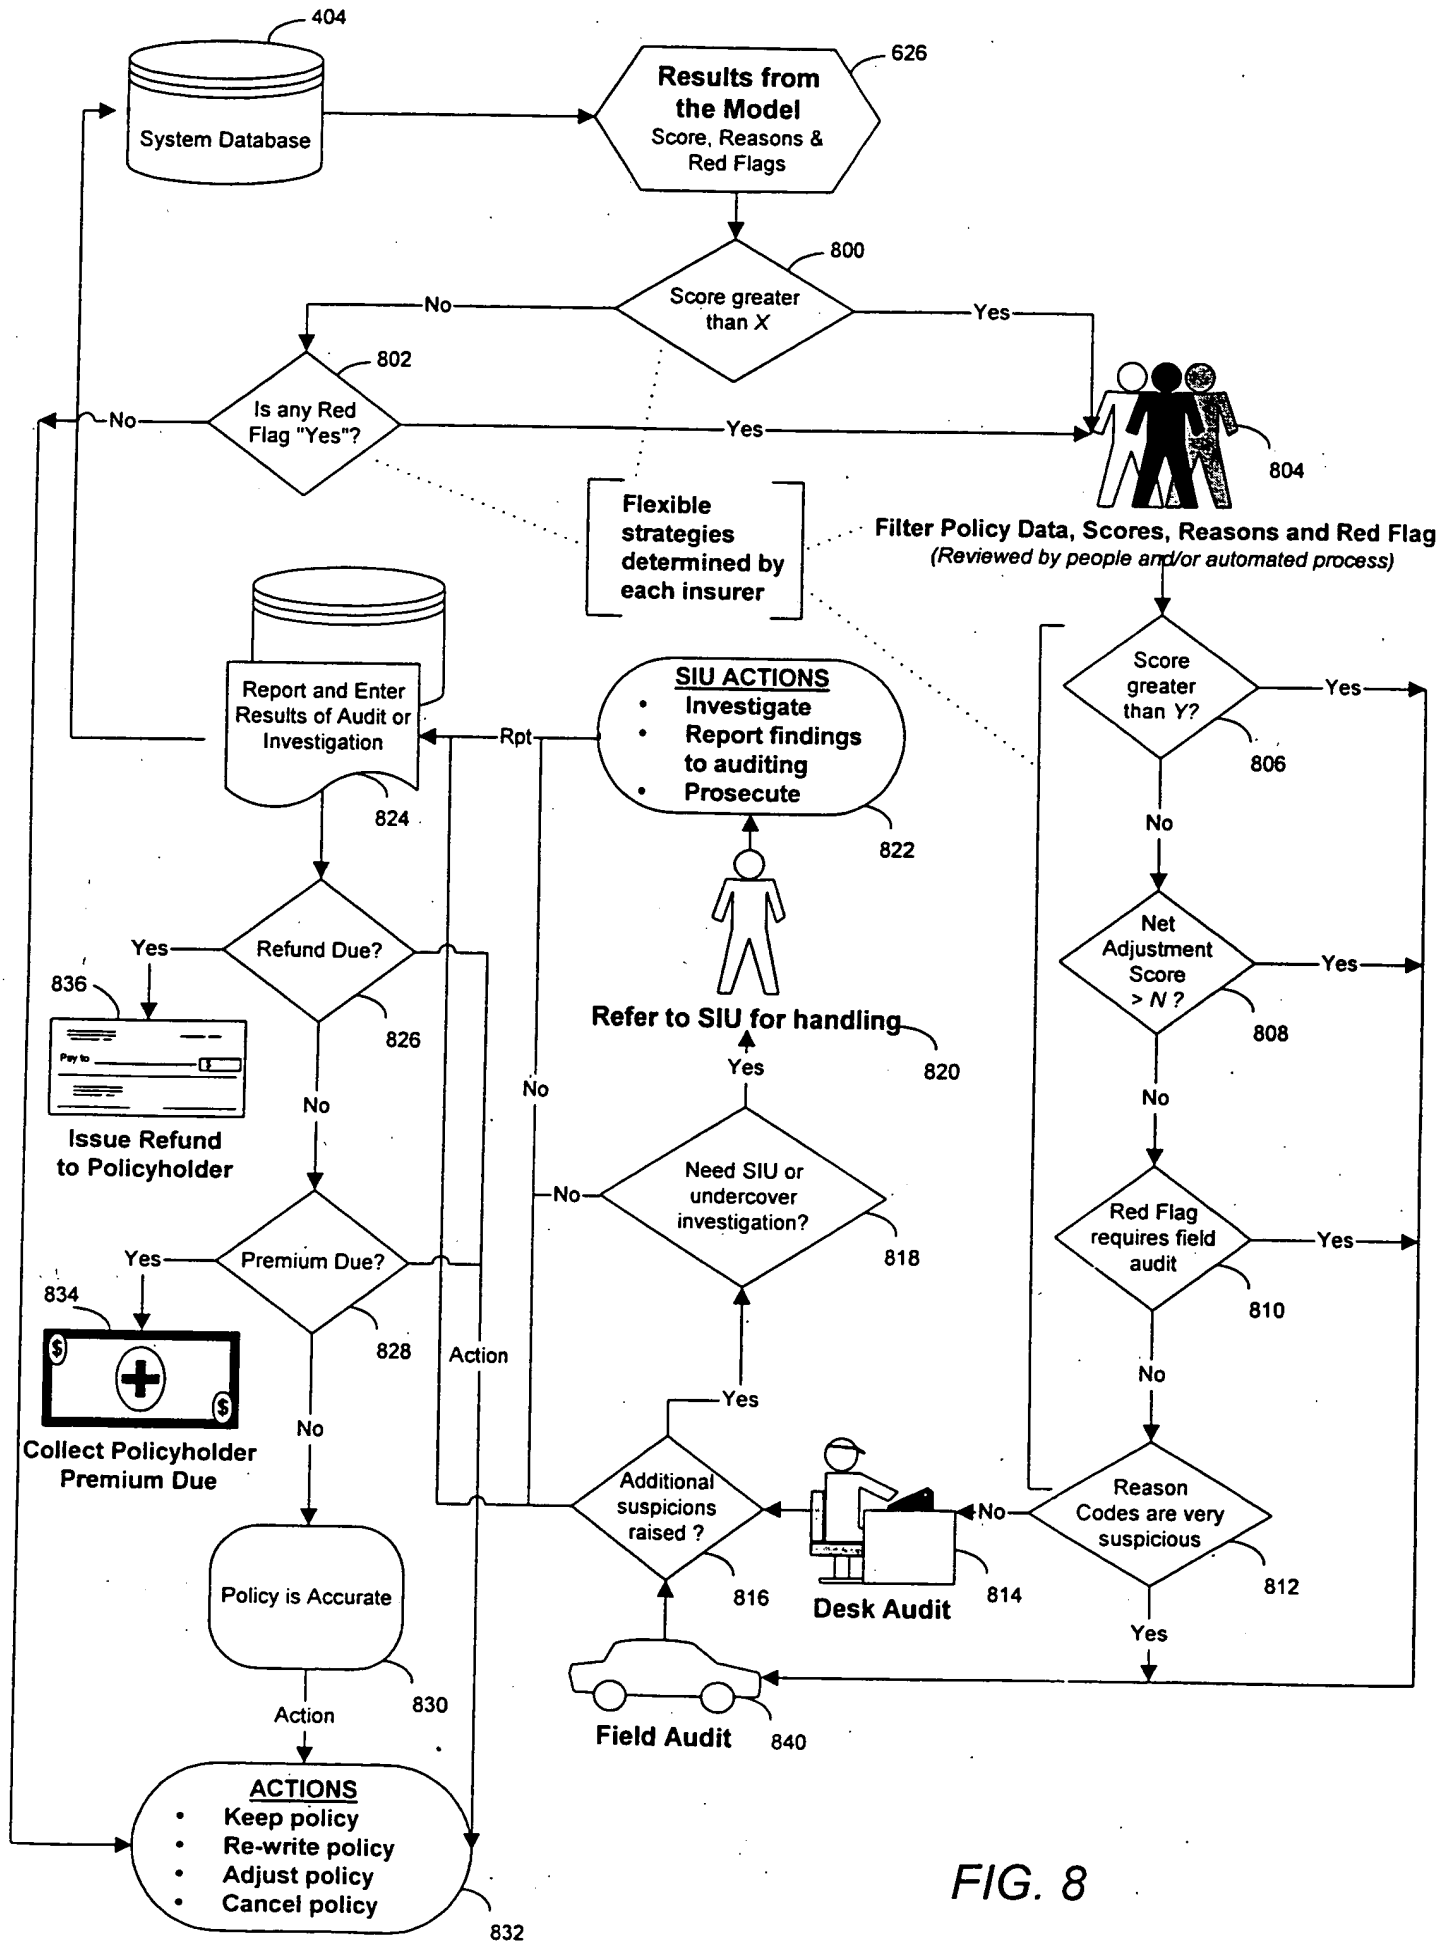 404
System Database
626
Results from
the Model
Score, Reasons &
Red Flags
800
Score greater
than X
No
Yes
802
Is any Red
Flag "Yes"?
No
Yes
804
Filter Policy Data, Scores, Reasons and Red Flag
(Reviewed by people and/or automated process)
Flexible
strategies
determined by
each insurer
Score
greater
than Y?
Yes
806
No
Net
Adjustment
Score
> N ?
Yes
808
No
Red Flag
requires field
audit
Yes
810
No
Reason
Codes are very
suspicious
812
No
Yes
Desk Audit
814
Field Audit
840
Additional
suspicions
raised ?
816
Yes
Need SIU or
undercover
investigation?
818
No
No
Yes
Refer to SIU for handling
820
SIU ACTIONS
• Investigate
• Report findings
to auditing
• Prosecute
822
Rpt
Report and Enter
Results of Audit or
Investigation
824
Refund Due?
826
Yes
836
Pay to
$
Issue Refund
to Policyholder
No
Premium Due?
828
Yes
834
$
$
Collect Policyholder
Premium Due
No
Action
Policy is Accurate
830
Action
ACTIONS
• Keep policy
• Re-write policy
• Adjust policy
• Cancel policy
832
FIG. 8